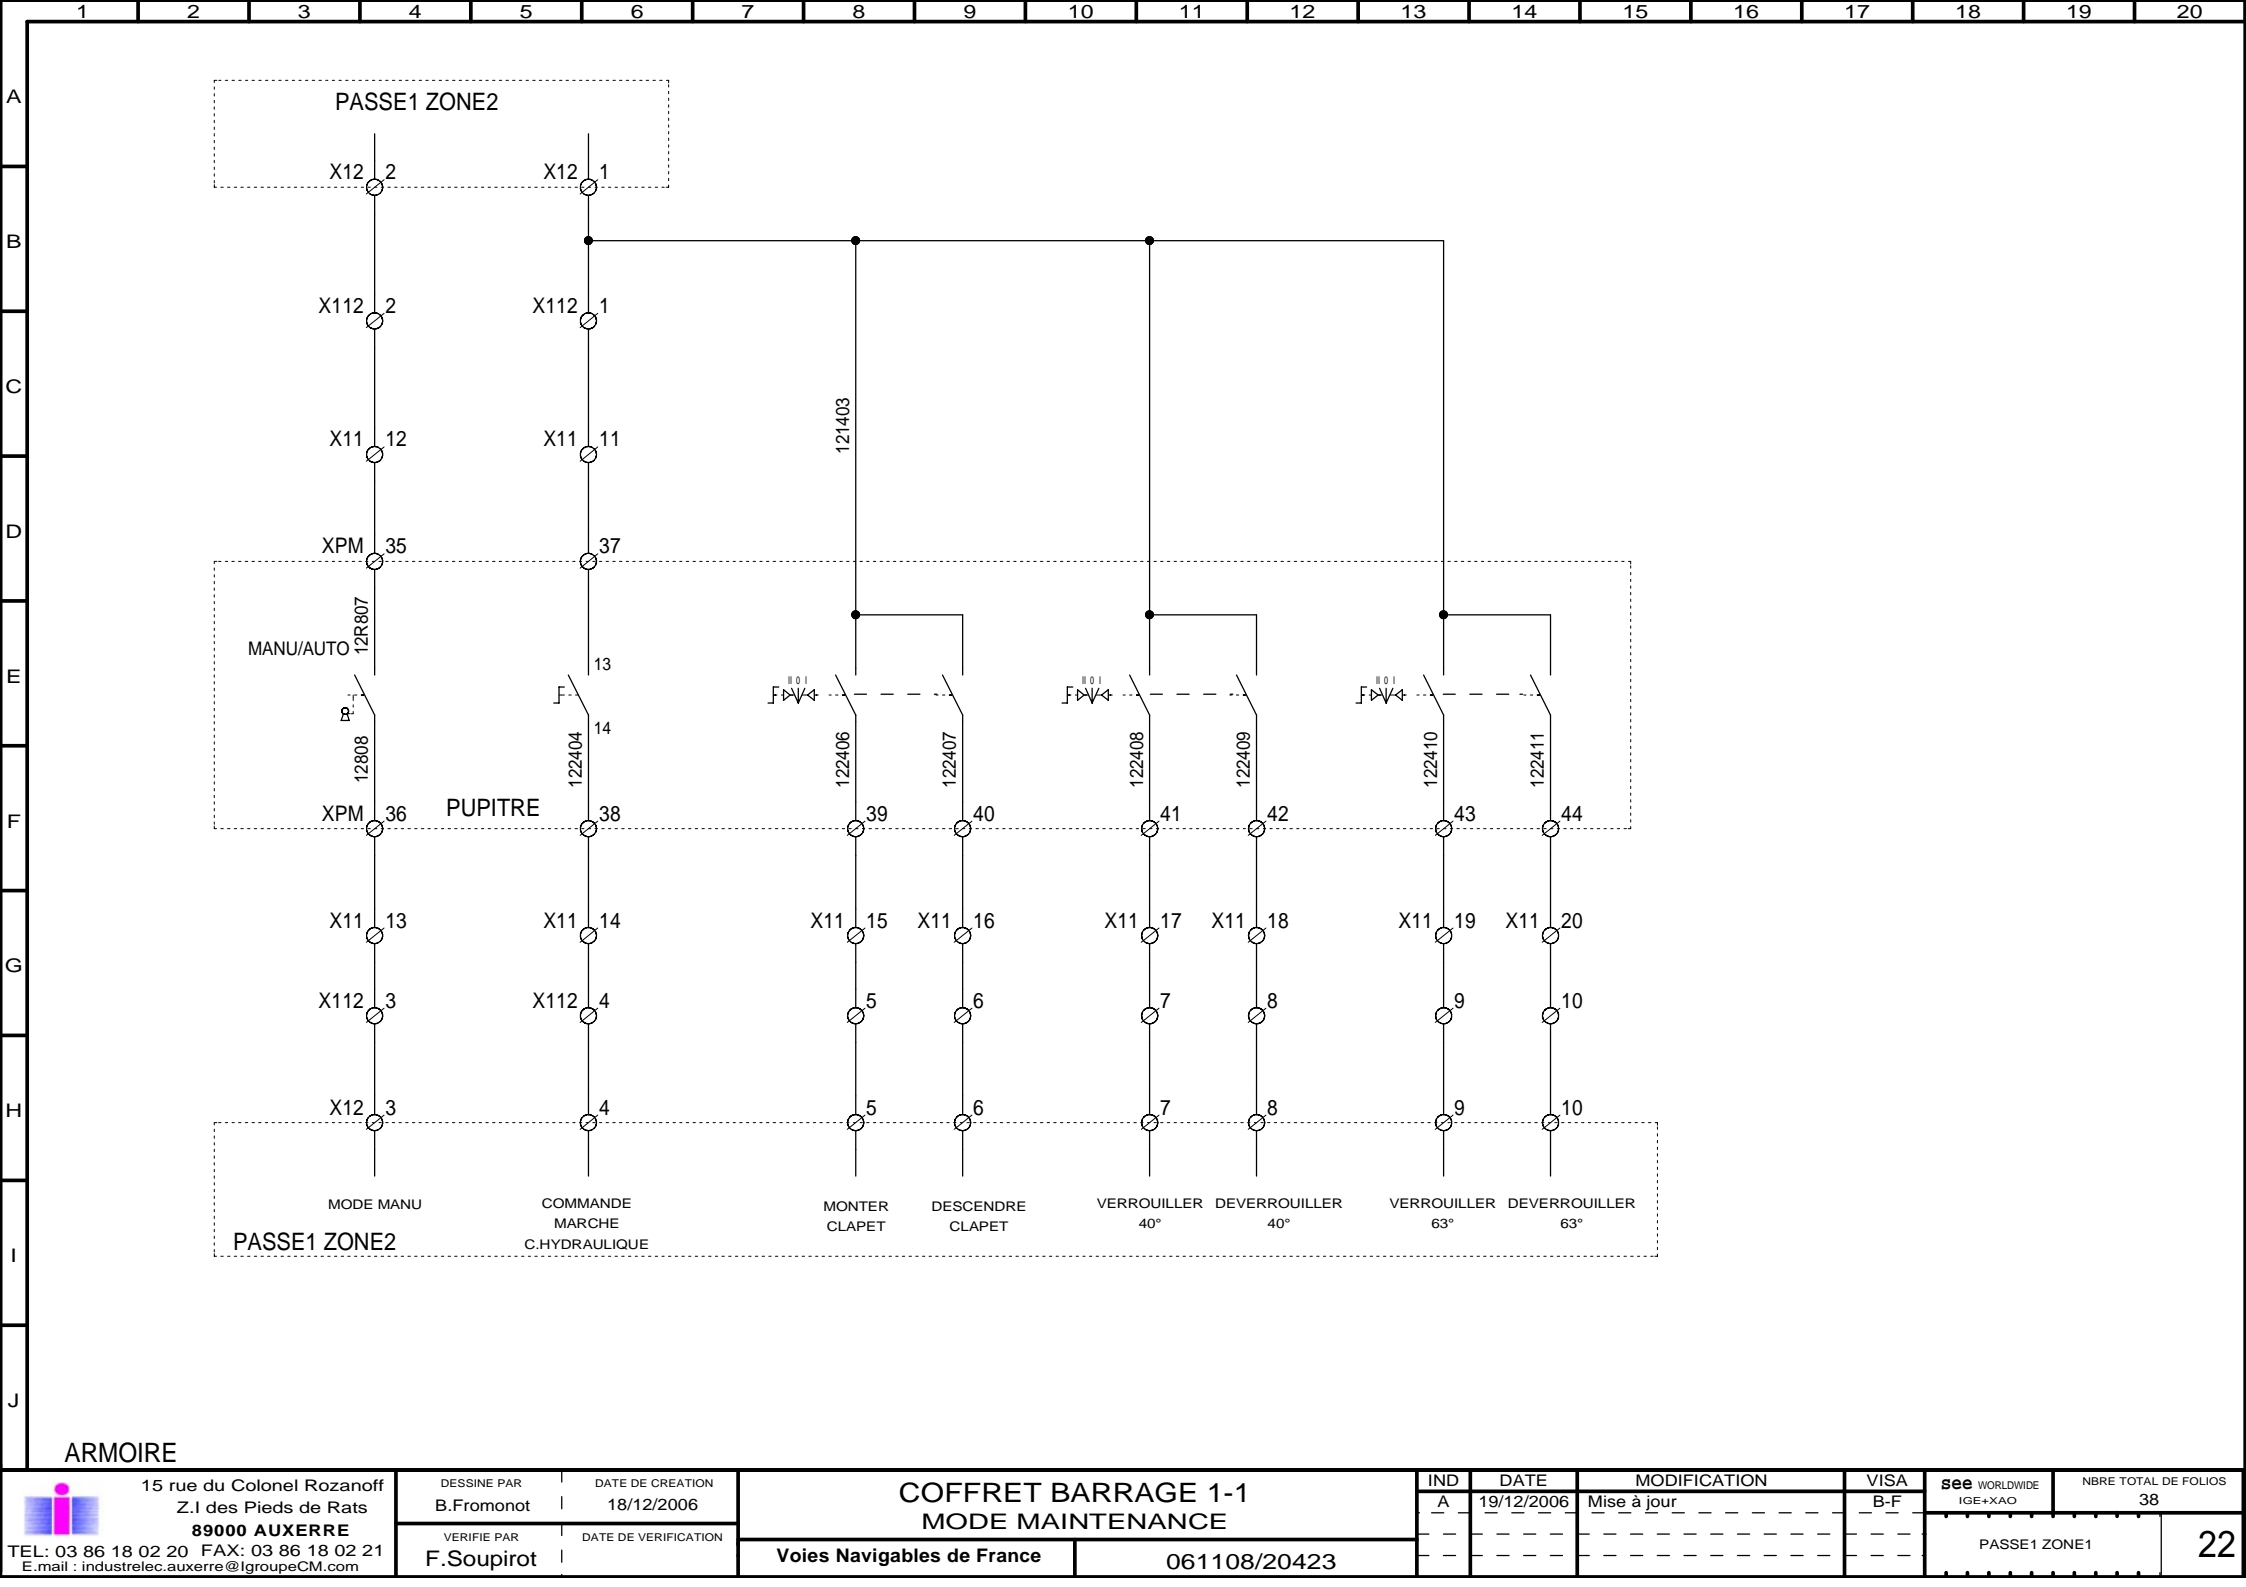 1 2 3 4 5 6 7 8 9 10 11 12 13 14 15 16 17 18 19 20
A
B
C
D
E
F
G
H
I
J
PASSE1 ZONE2
X12 2 X12 1
X112 2 X112 1
121403
X11 12 X11 11
XPM 35 37
12R807
MANU/AUTO
13
II 0 I II 0 I II 0 I
14
12808 122404 122406 122407 122408 122409 122410 122411
PUPITRE
XPM 36 38 39 40 41 42 43 44
X11 13 X11 14 X11 15 X11 16 X11 17 X11 18 X11 19 X11 20
X112 3 X112 4 5 6 7 8 9 10
X12 3 4 5 6 7 8 9 10
MODE MANU
COMMANDE
MARCHE
C.HYDRAULIQUE
MONTER
CLAPET
DESCENDRE
CLAPET
VERROUILLER
40°
DEVERROUILLER
40°
VERROUILLER
63°
DEVERROUILLER
63°
PASSE1 ZONE2
ARMOIRE
15 rue du Colonel Rozanoff
Z.I des Pieds de Rats
89000 AUXERRE
TEL: 03 86 18 02 20 FAX: 03 86 18 02 21
E.mail : industrelec.auxerre@IgroupeCM.com
DESSINE PAR
B.Fromonot
DATE DE CREATION
18/12/2006
VERIFIE PAR
F.Soupirot
DATE DE VERIFICATION
COFFRET BARRAGE 1-1
MODE MAINTENANCE
Voies Navigables de France
061108/20423
IND DATE MODIFICATION VISA
A 19/12/2006 Mise à jour B-F
see WORLDWIDE
IGE+XAO
NBRE TOTAL DE FOLIOS
38
PASSE1 ZONE1
22